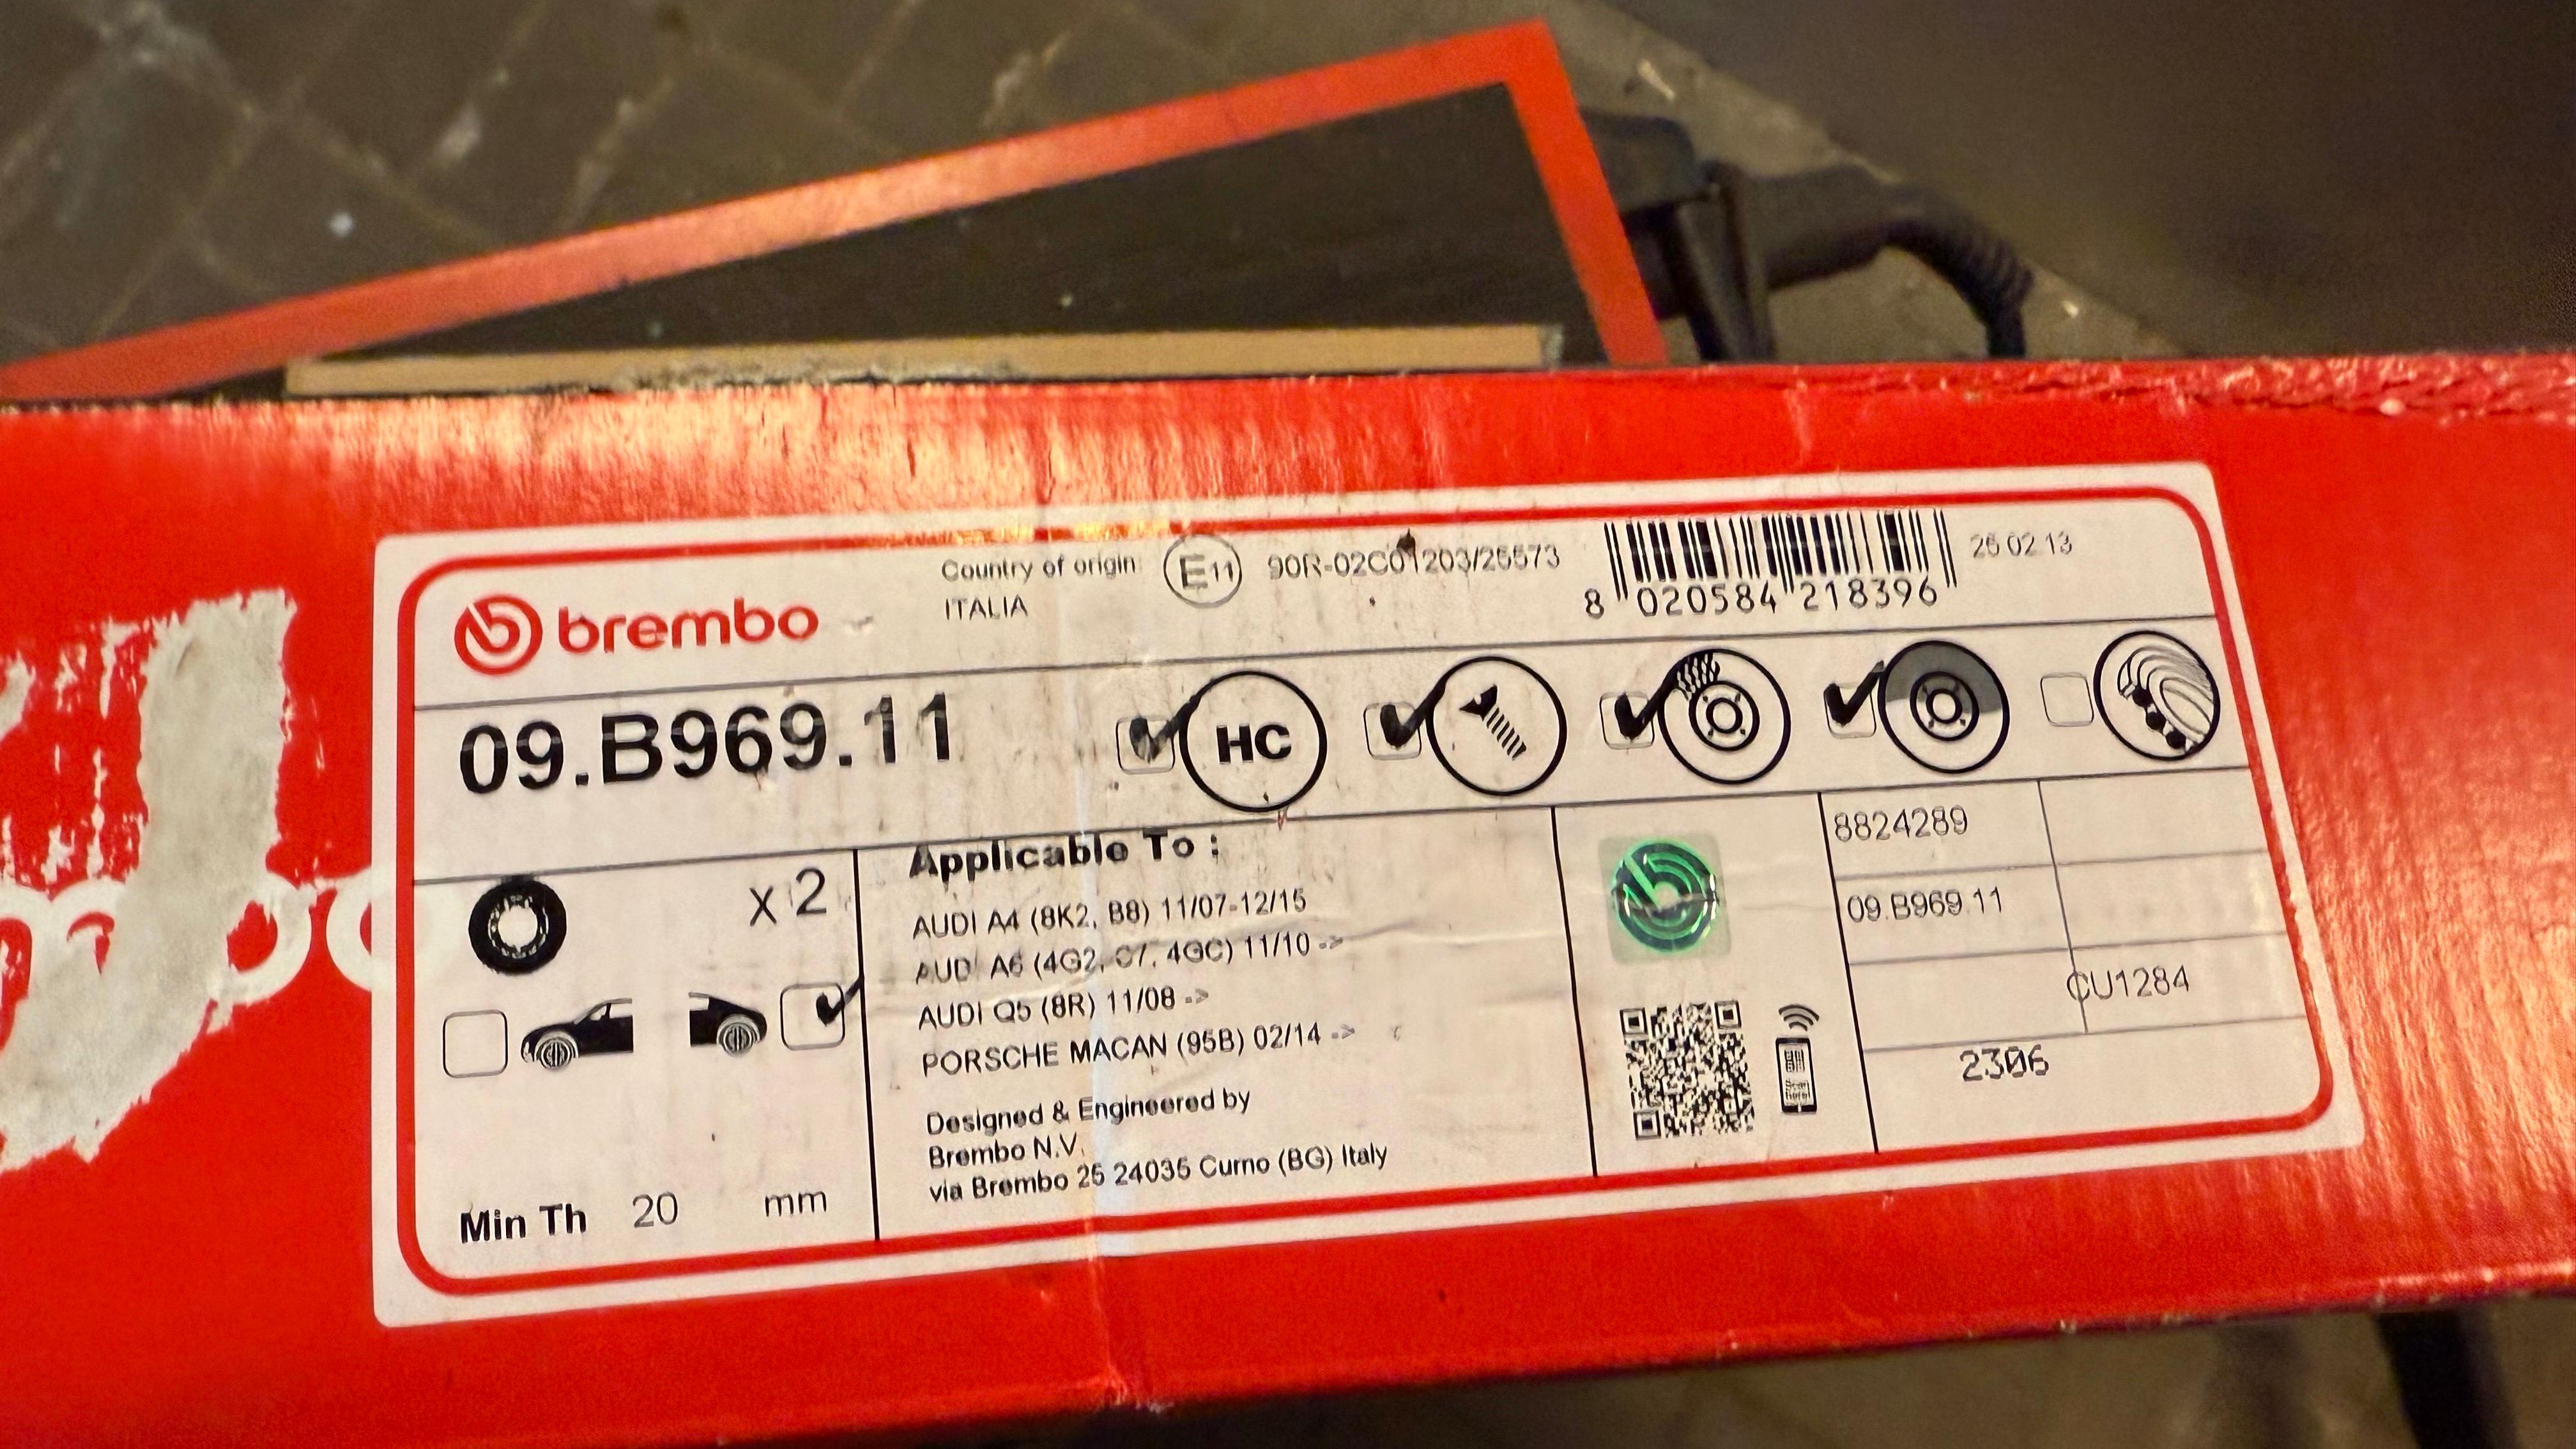 Country of origin
ITALIA
E11
90R-02C01203/25573
8 020584 218396
25 02 13
brembo
09.B969.11
HC
x 2
Applicable To :
AUDI A4 (8K2, B8) 11/07-12/15
AUDI A6 (4G2, C7, 4GC) 11/10 ->
AUDI Q5 (8R) 11/08 ->
PORSCHE MACAN (95B) 02/14 ->
Designed & Engineered by
Brembo N.V.
via Brembo 25 24035 Curno (BG) Italy
Min Th 20 mm
8824289
09.B969.11
CU1284
2306
Scan here!